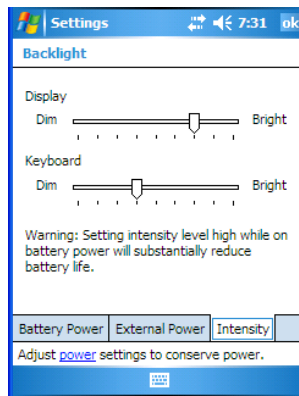 Settings 7:31 ok
Backlight
Display
Dim Bright
Keyboard
Dim Bright
Warning: Setting intensity level high while on
battery power will substantially reduce
battery life.
Battery Power External Power Intensity
Adjust power settings to conserve power.